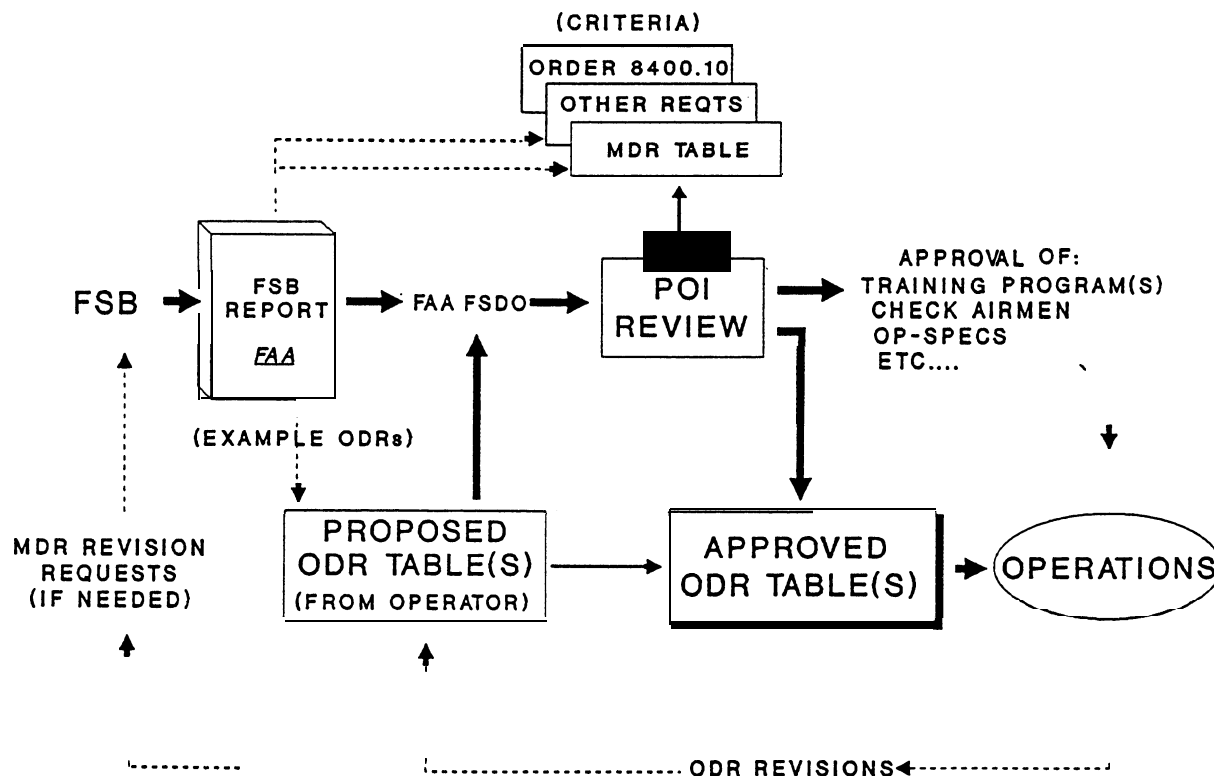 (CRITERIA)
ORDER 8400.10
OTHER REQTS
MDR TABLE
FSB
FSB
REPORT
FAA
FAA FSDO
POI
REVIEW
APPROVAL OF:
TRAINING PROGRAM(S)
CHECK AIRMEN
OP-SPECS
ETC....
(EXAMPLE ODRs)
MDR REVISION
REQUESTS
(IF NEEDED)
PROPOSED
ODR TABLE(S)
(FROM OPERATOR)
APPROVED
ODR TABLE(S)
OPERATIONS
ODR REVISIONS